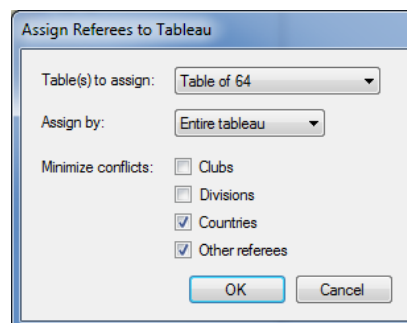 Assign Referees to Tableau
Table(s) to assign: Table of 64
Assign by: Entire tableau
Minimize conflicts: Clubs
Divisions
Countries
Other referees
OK Cancel